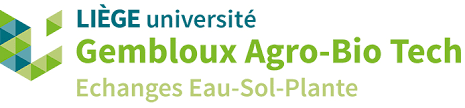 LIÈGE université
Gembloux Agro-Bio Tech
Echanges Eau-Sol-Plante